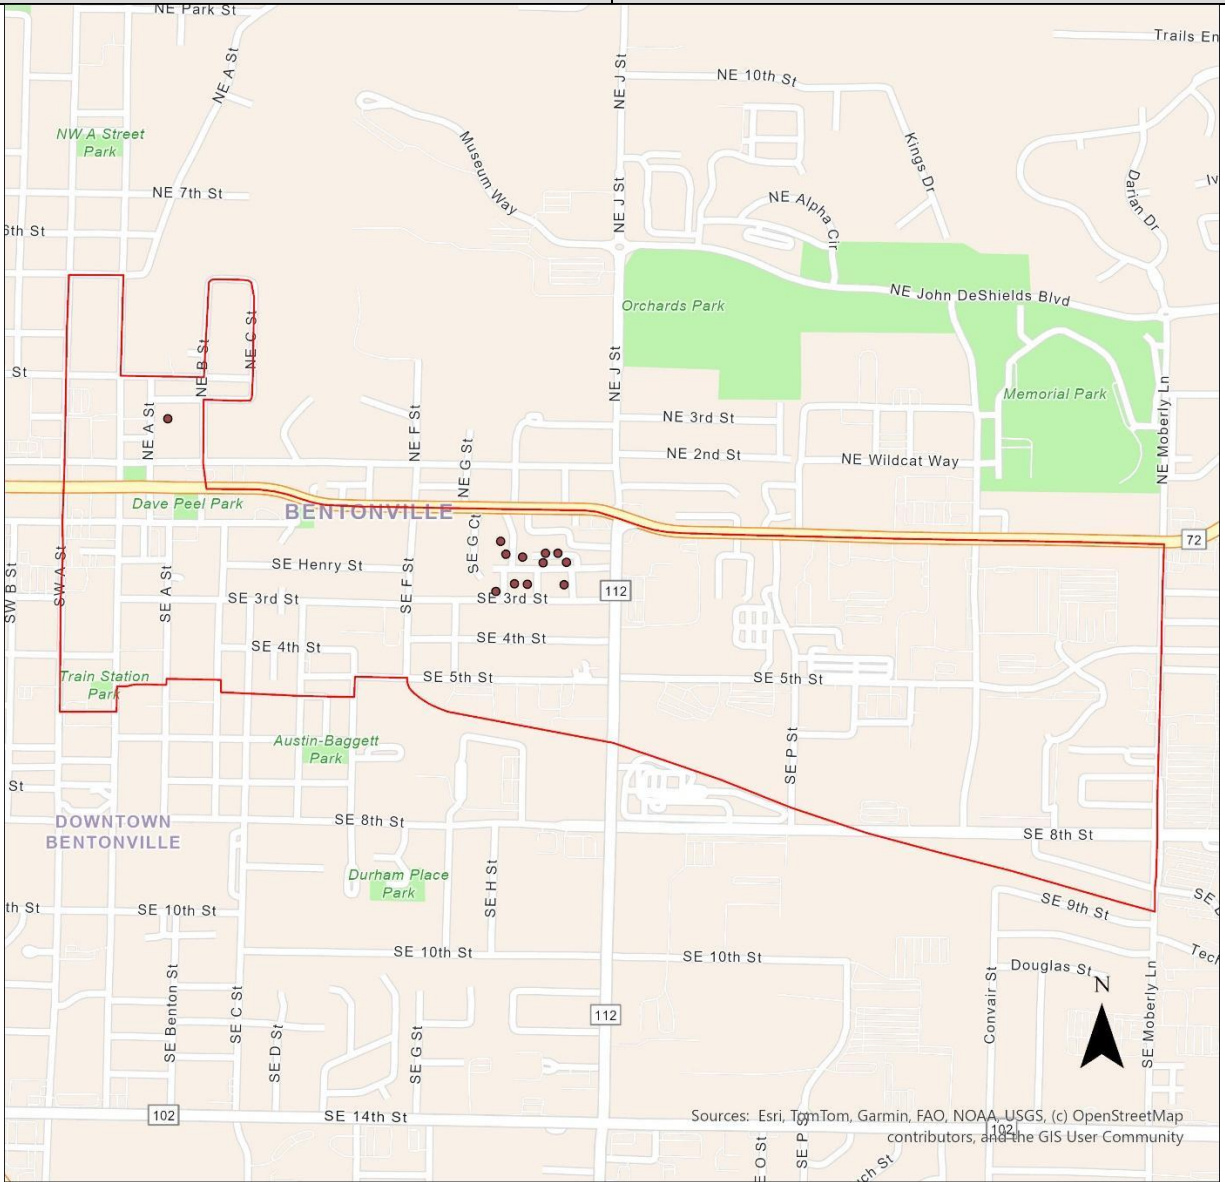 NE Park St
Trails En
NE A St
NE J St
NE 10th St
NW A Street
Park
Museum Way
Kings Dr
NE 7th St
NE J St
NE Alpha Cir
Darian Dr
Iv
6th St
NE John DeShields Blvd
Orchards Park
NE C St
NE B St
St
NE J St
NE Moberly Ln
Memorial Park
NE A St
NE F St
NE 3rd St
NE G St
NE 2nd St
NE Wildcat Way
Dave Peel Park
BENTONVILLE
72
SE G Ct
SW B St
SW A St
SE A St
SE Henry St
SE F St
SE 3rd St
SE 3rd St
112
SE 4th St
SE 4th St
Train Station
Park
SE 5th St
SE 5th St
Austin-Baggett
Park
SE P St
St
DOWNTOWN
BENTONVILLE
SE 8th St
SE 8th St
Durham Place
Park
SE H St
th St
SE 10th St
SE 9th St
SE 10th St
SE 10th St
Tech
Douglas St
N
SE Benton St
SE C St
SE D St
SE G St
112
Convair St
SE Moberly Ln
102
SE 14th St
102
Sources: Esri, TomTom, Garmin, FAO, NOAA, USGS, (c) OpenStreetMap
contributors, and the GIS User Community
E O St
SE P S
ch St